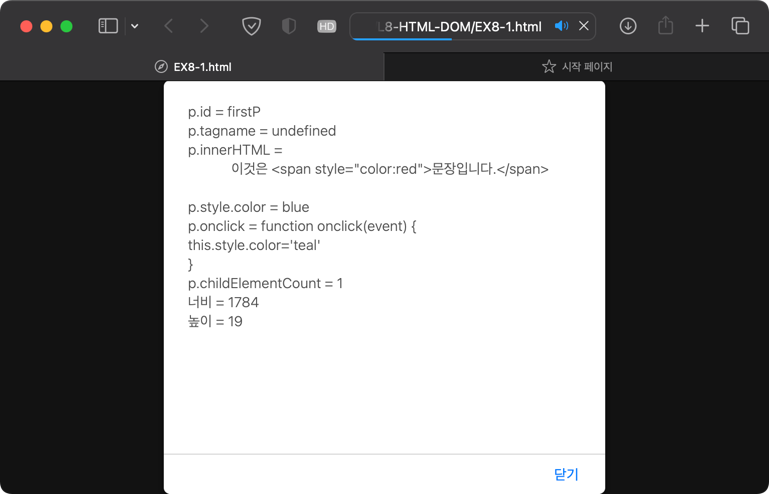 HD
L8-HTML-DOM/EX8-1.html
EX8-1.html
시작 페이지
p.id = firstP
p.tagname = undefined
p.innerHTML =
이것은 <span style="color:red">문장입니다.</span>
p.style.color = blue
p.onclick = function onclick(event) {
this.style.color='teal'
}
p.childElementCount = 1
너비 = 1784
높이 = 19
닫기